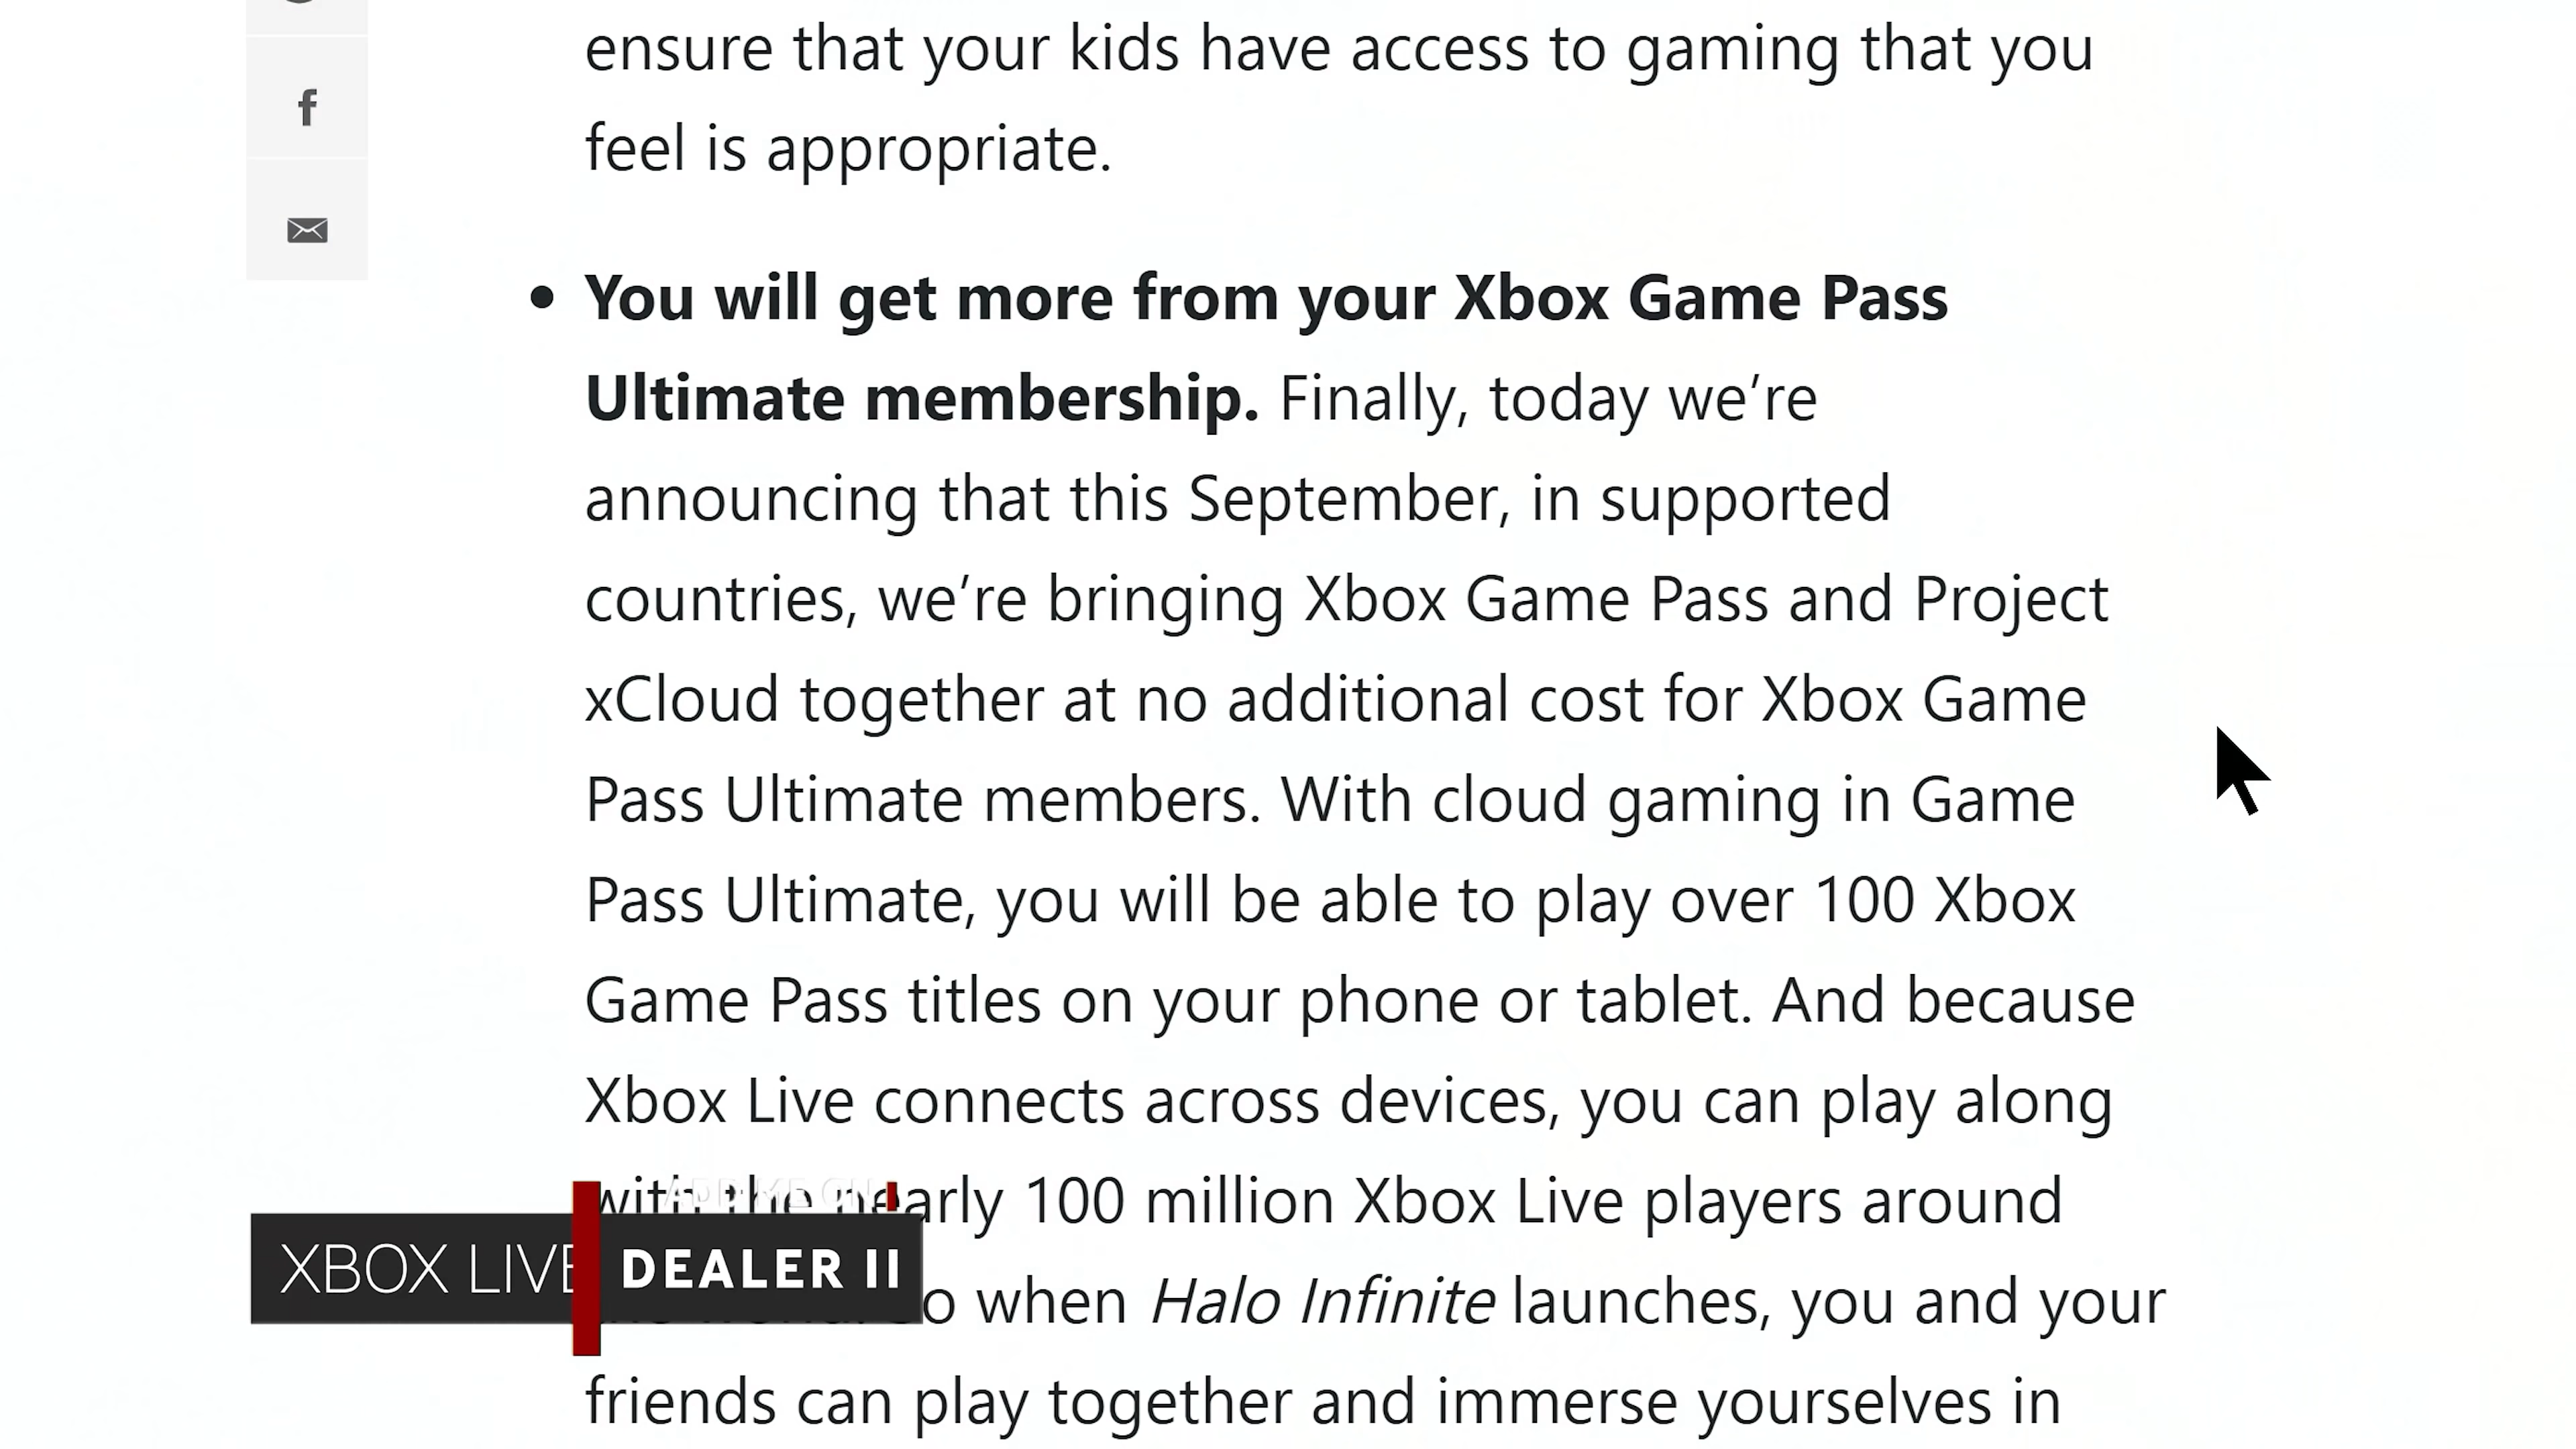 ensure that your kids have access to gaming that you
feel is appropriate.
• You will get more from your Xbox Game Pass
Ultimate membership. Finally, today we’re
announcing that this September, in supported
countries, we’re bringing Xbox Game Pass and Project
xCloud together at no additional cost for Xbox Game
Pass Ultimate members. With cloud gaming in Game
Pass Ultimate, you will be able to play over 100 Xbox
Game Pass titles on your phone or tablet. And because
Xbox Live connects across devices, you can play along
with the nearly 100 million Xbox Live players around
when Halo Infinite launches, you and your
friends can play together and immerse yourselves in
f
ADD ME ON
XBOX LIVE
DEALER II